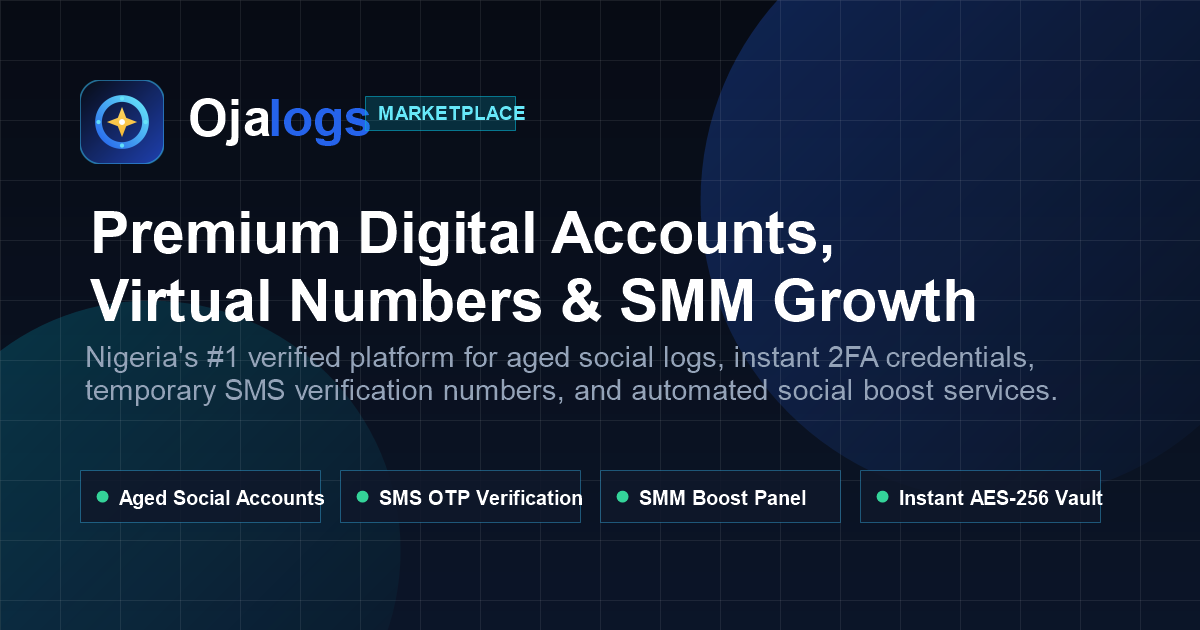 Ojalogs MARKETPLACE
Premium Digital Accounts,
Virtual Numbers & SMM Growth
Nigeria's #1 verified platform for aged social logs, instant 2FA credentials,
temporary SMS verification numbers, and automated social boost services.
Aged Social Accounts SMS OTP Verification SMM Boost Panel Instant AES-256 Vault